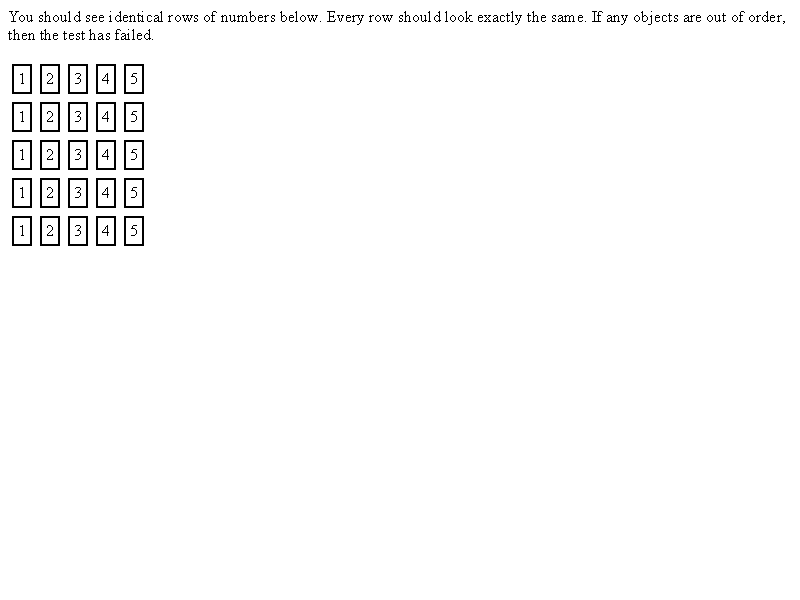 You should see identical rows of numbers below. Every row should look exactly the same. If any objects are out of order,
then the test has failed.
1 2 3 4 5
1 2 3 4 5
1 2 3 4 5
1 2 3 4 5
1 2 3 4 5